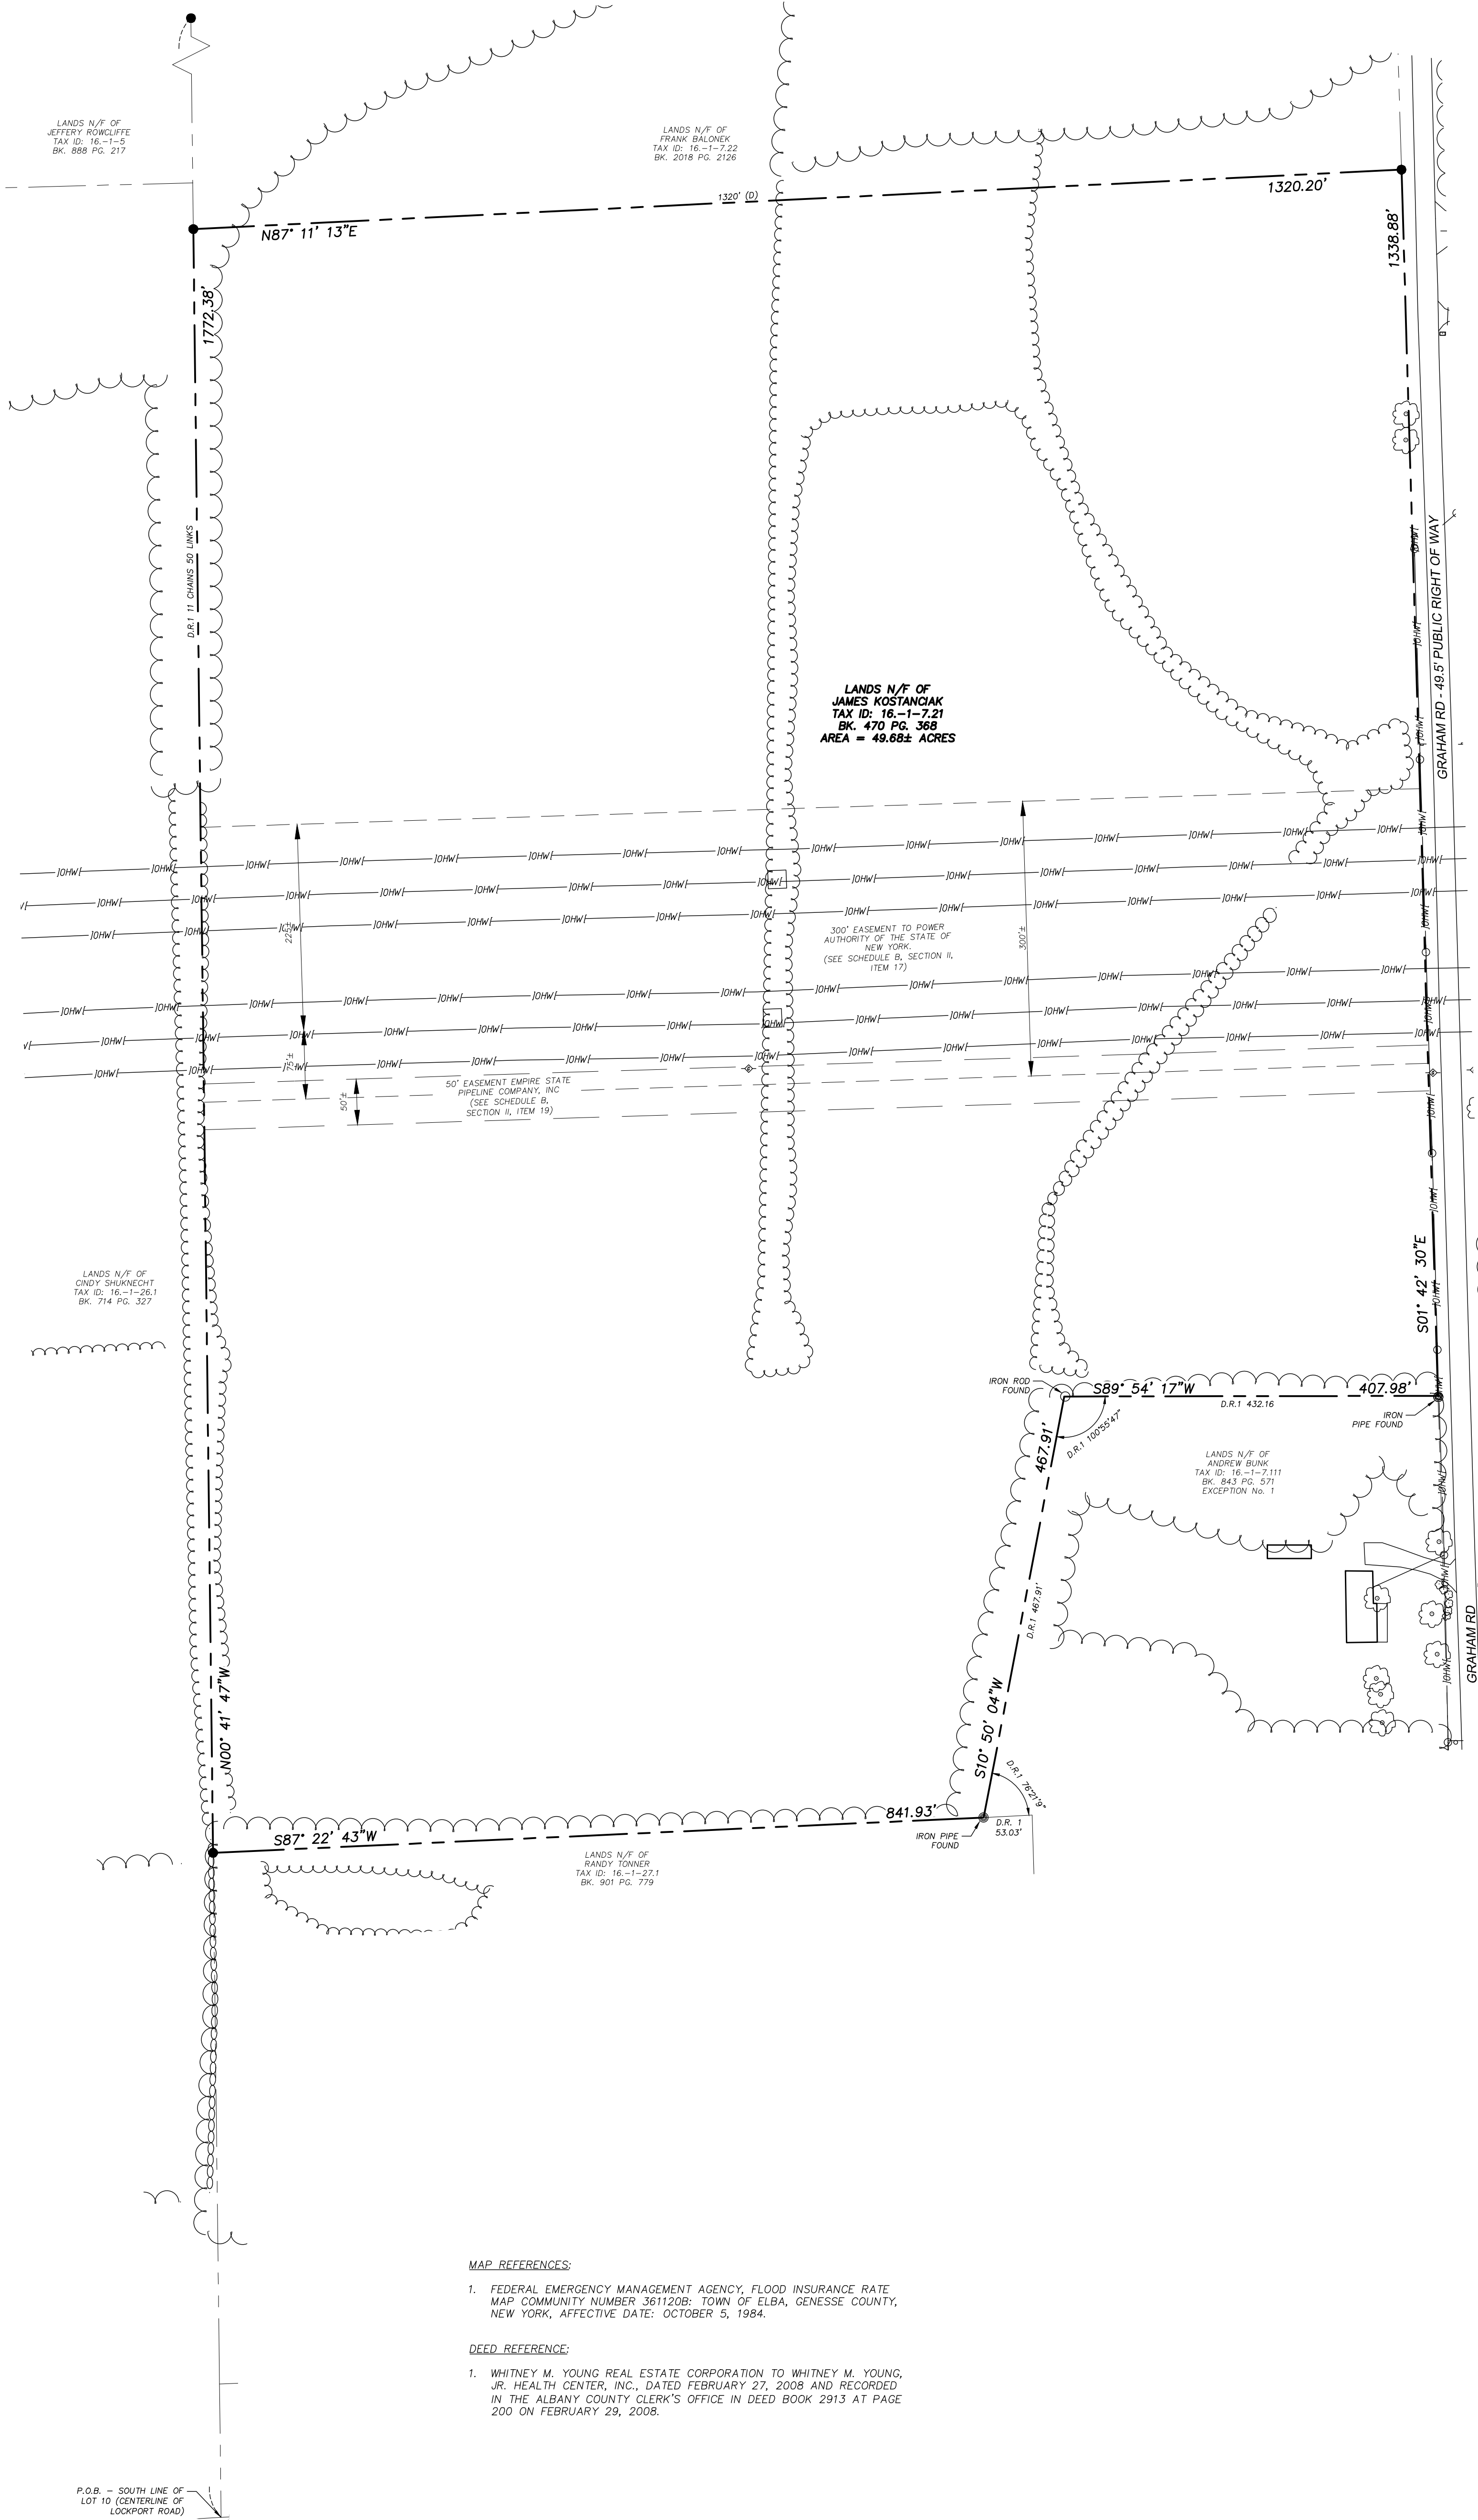 LANDS N/F OF
JEFFERY ROWCLIFFE
TAX ID: 16.-1-5
BK. 888 PG. 217
LANDS N/F OF
FRANK BALONEK
TAX ID: 16.-1-7.22
BK. 2018 PG. 2126
1320' (D)
1320.20'
N87° 11' 13"E
1338.88'
1772.38'
D.R.1 11 CHAINS 50 LINKS
GRAHAM RD - 49.5' PUBLIC RIGHT OF WAY
LANDS N/F OF
JAMES KOSTANCIAK
TAX ID: 16.-1-7.21
BK. 470 PG. 368
AREA = 49.68± ACRES
]OHW[
225'±
300' EASEMENT TO POWER
AUTHORITY OF THE STATE OF
NEW YORK.
(SEE SCHEDULE B, SECTION II,
ITEM 17)
300'±
75'±
50'±
50' EASEMENT EMPIRE STATE
PIPELINE COMPANY, INC
(SEE SCHEDULE B,
SECTION II, ITEM 19)
S01° 42' 30"E
LANDS N/F OF
CINDY SHUKNECHT
TAX ID: 16.-1-26.1
BK. 714 PG. 327
IRON ROD
FOUND
S89° 54' 17"W
407.98'
D.R.1 432.16
IRON
PIPE FOUND
D.R.1 100°55'47"
467.91'
LANDS N/F OF
ANDREW BUNK
TAX ID: 16.-1-7.111
BK. 843 PG. 571
EXCEPTION No. 1
D.R.1 467.91'
GRAHAM RD
N00° 41' 47"W
S10° 50' 04"W
D.R.1 76°21'9"
841.93'
S87° 22' 43"W
D.R. 1
53.03'
IRON PIPE
FOUND
LANDS N/F OF
RANDY TONNER
TAX ID: 16.-1-27.1
BK. 901 PG. 779
MAP REFERENCES:
1. FEDERAL EMERGENCY MANAGEMENT AGENCY, FLOOD INSURANCE RATE
MAP COMMUNITY NUMBER 361120B: TOWN OF ELBA, GENESSE COUNTY,
NEW YORK, AFFECTIVE DATE: OCTOBER 5, 1984.
DEED REFERENCE:
1. WHITNEY M. YOUNG REAL ESTATE CORPORATION TO WHITNEY M. YOUNG,
JR. HEALTH CENTER, INC., DATED FEBRUARY 27, 2008 AND RECORDED
IN THE ALBANY COUNTY CLERK'S OFFICE IN DEED BOOK 2913 AT PAGE
200 ON FEBRUARY 29, 2008.
P.O.B. - SOUTH LINE OF
LOT 10 (CENTERLINE OF
LOCKPORT ROAD)